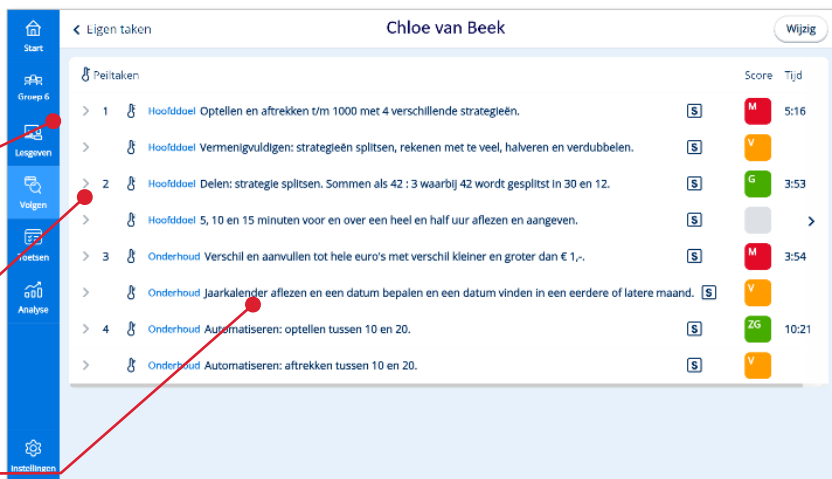 Start
Groep 6
Lesgeven
Volgen
Toetsen
Analyse
Instellingen
Eigen taken
Chloe van Beek
Wijzig
Peiltaken Score Tijd
1 Hoofddoel Optellen en aftrekken t/m 1000 met 4 verschillende strategieën. S M 5:16
Hoofddoel Vermenigvuldigen: strategieën splitsen, rekenen met te veel, halveren en verdubbelen. S V
2 Hoofddoel Delen: strategie splitsen. Sommen als 42 : 3 waarbij 42 wordt gesplitst in 30 en 12. S G 3:53
Hoofddoel 5, 10 en 15 minuten voor en over een heel en half uur aflezen en aangeven. S
3 Onderhoud Verschil en aanvullen tot hele euro's met verschil kleiner en groter dan € 1,-. S M 3:54
Onderhoud Jaarkalender aflezen en een datum bepalen en een datum vinden in een eerdere of latere maand. S V
4 Onderhoud Automatiseren: optellen tussen 10 en 20. S ZG 10:21
Onderhoud Automatiseren: aftrekken tussen 10 en 20. S V